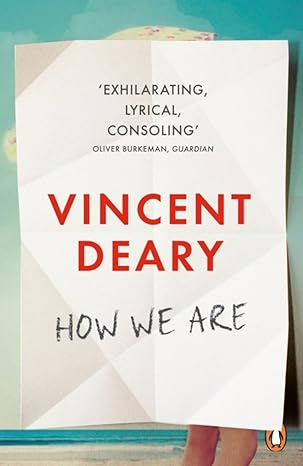 ‘EXHILARATING,
LYRICAL,
CONSOLING’
OLIVER BURKEMAN, GUARDIAN
VINCENT
DEARY
HOW WE ARE